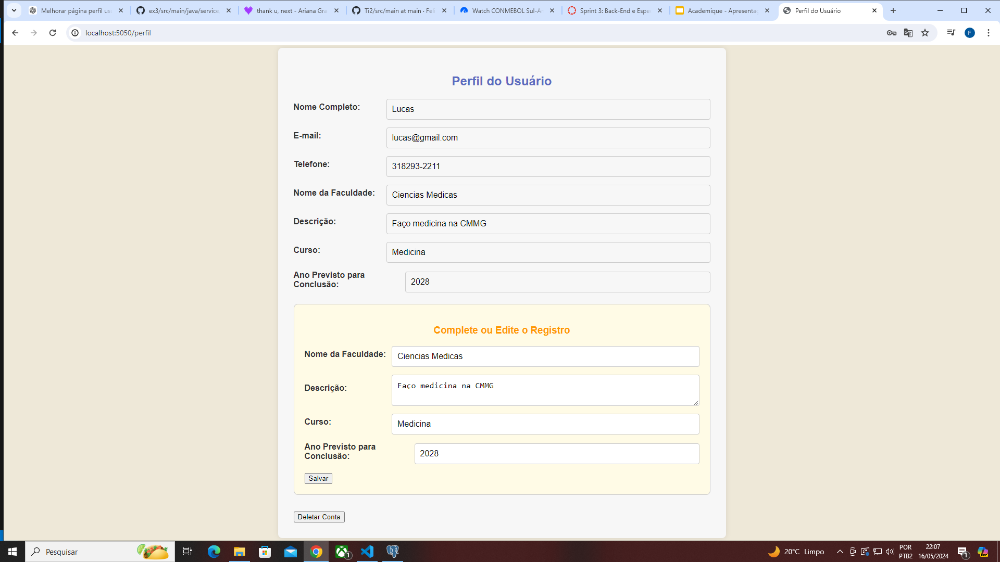 Melhorar página perfil us
ex3/src/main/java/service
thank u, next - Ariana Gra
Ti2/src/main at main · Feli
Watch CONMEBOL Sul-A
Sprint 3: Back-End e Espe
Academique - Apresenta
Perfil do Usuário
localhost:5050/perfil
F
Perfil do Usuário
Nome Completo:
Lucas
E-mail:
lucas@gmail.com
Telefone:
318293-2211
Nome da Faculdade:
Ciencias Medicas
Descrição:
Faço medicina na CMMG
Curso:
Medicina
Ano Previsto para
Conclusão:
2028
Complete ou Edite o Registro
Nome da Faculdade:
Ciencias Medicas
Descrição:
Faço medicina na CMMG
Curso:
Medicina
Ano Previsto para
Conclusão:
2028
Salvar
Deletar Conta
Pesquisar
1
20°C Limpo
POR
PTB2
22:07
16/05/2024
1
PRE